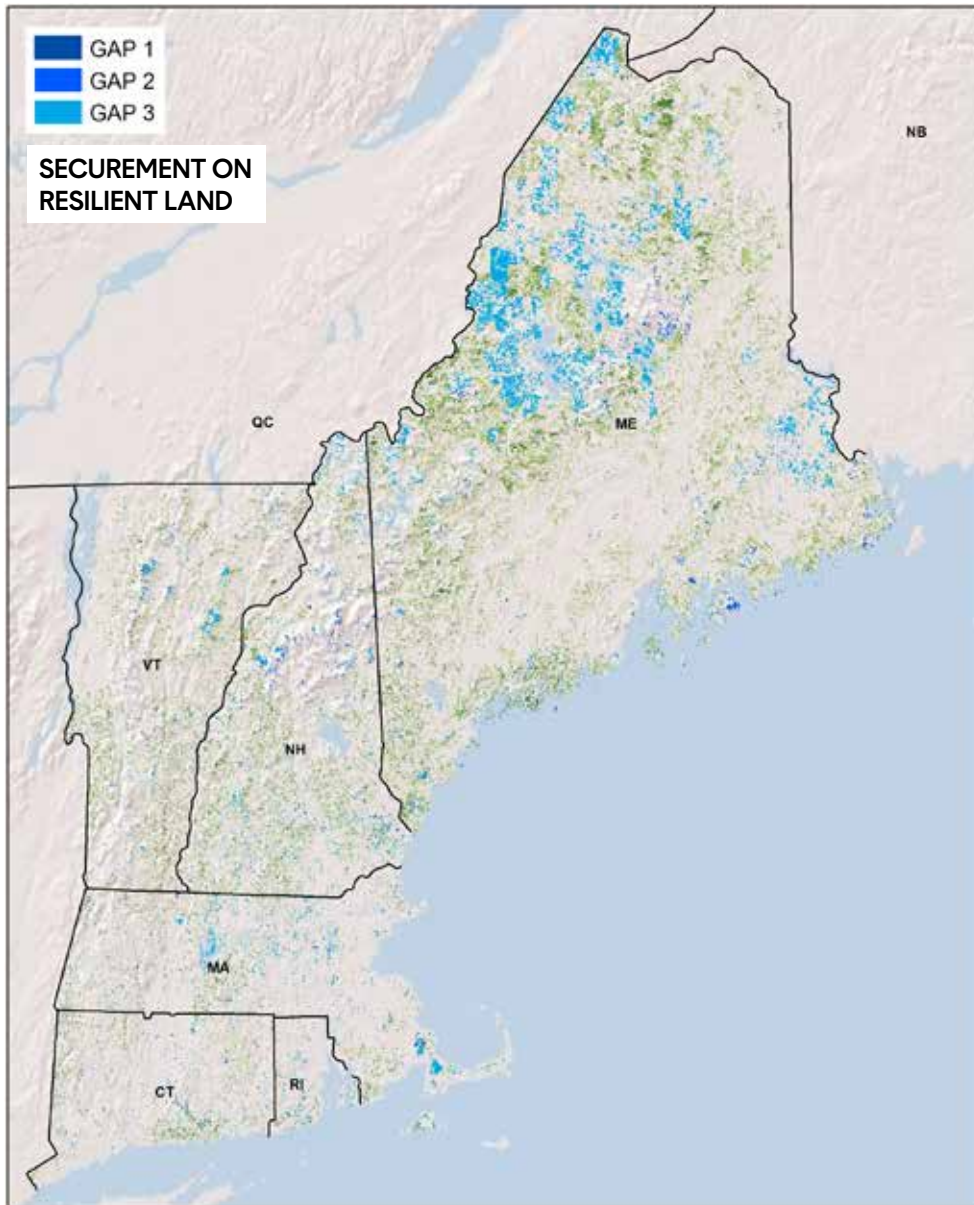 GAP 1
GAP 2
GAP 3
SECUREMENT ON
RESILIENT LAND
NB
QC
ME
VT
NH
MA
CT
RI